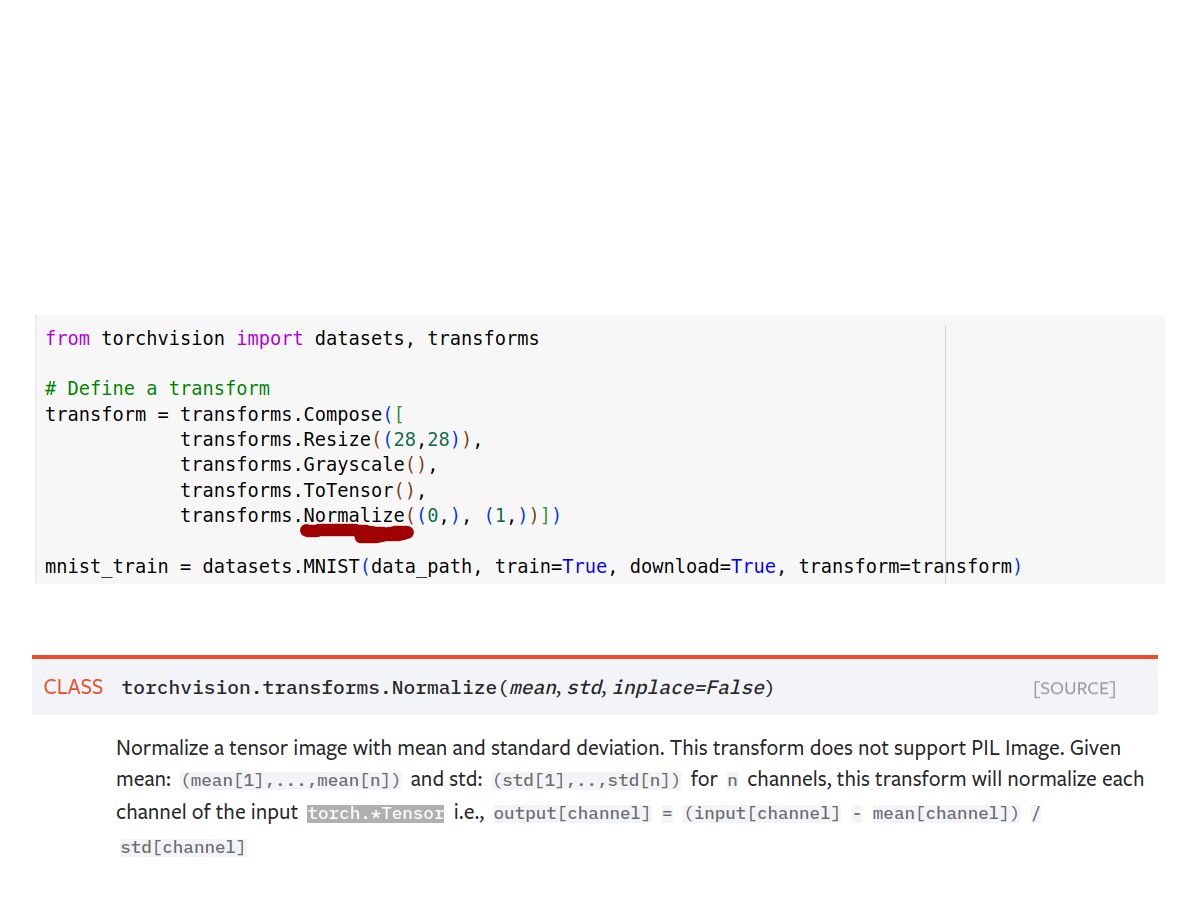 from torchvision import datasets, transforms
# Define a transform
transform = transforms.Compose([
transforms.Resize((28,28)),
transforms.Grayscale(),
transforms.ToTensor(),
transforms.Normalize((0,), (1,))])
mnist_train = datasets.MNIST(data_path, train=True, download=True, transform=transform)
CLASS torchvision.transforms.Normalize(mean, std, inplace=False) [SOURCE]
Normalize a tensor image with mean and standard deviation. This transform does not support PIL Image. Given
mean: (mean[1],...,mean[n]) and std: (std[1],..,std[n]) for n channels, this transform will normalize each
channel of the input torch.*Tensor i.e., output[channel] = (input[channel] - mean[channel]) /
std[channel]